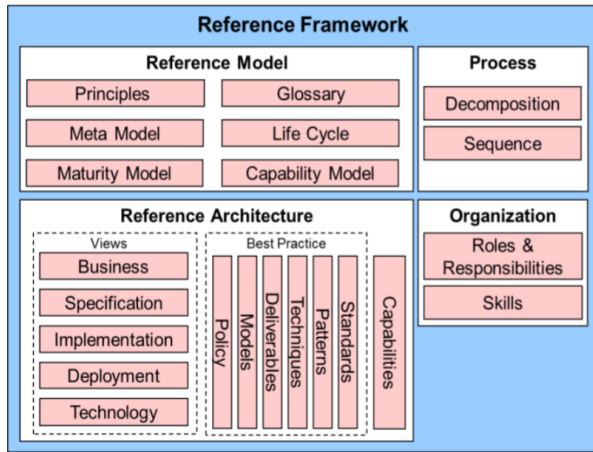 Reference Framework
Reference Model
Principles
Glossary
Meta Model
Life Cycle
Maturity Model
Capability Model
Process
Decomposition
Sequence
Reference Architecture
Views
Business
Specification
Implementation
Deployment
Technology
Best Practice
Policy
Models
Deliverables
Techniques
Patterns
Standards
Capabilities
Organization
Roles &
Responsibilities
Skills